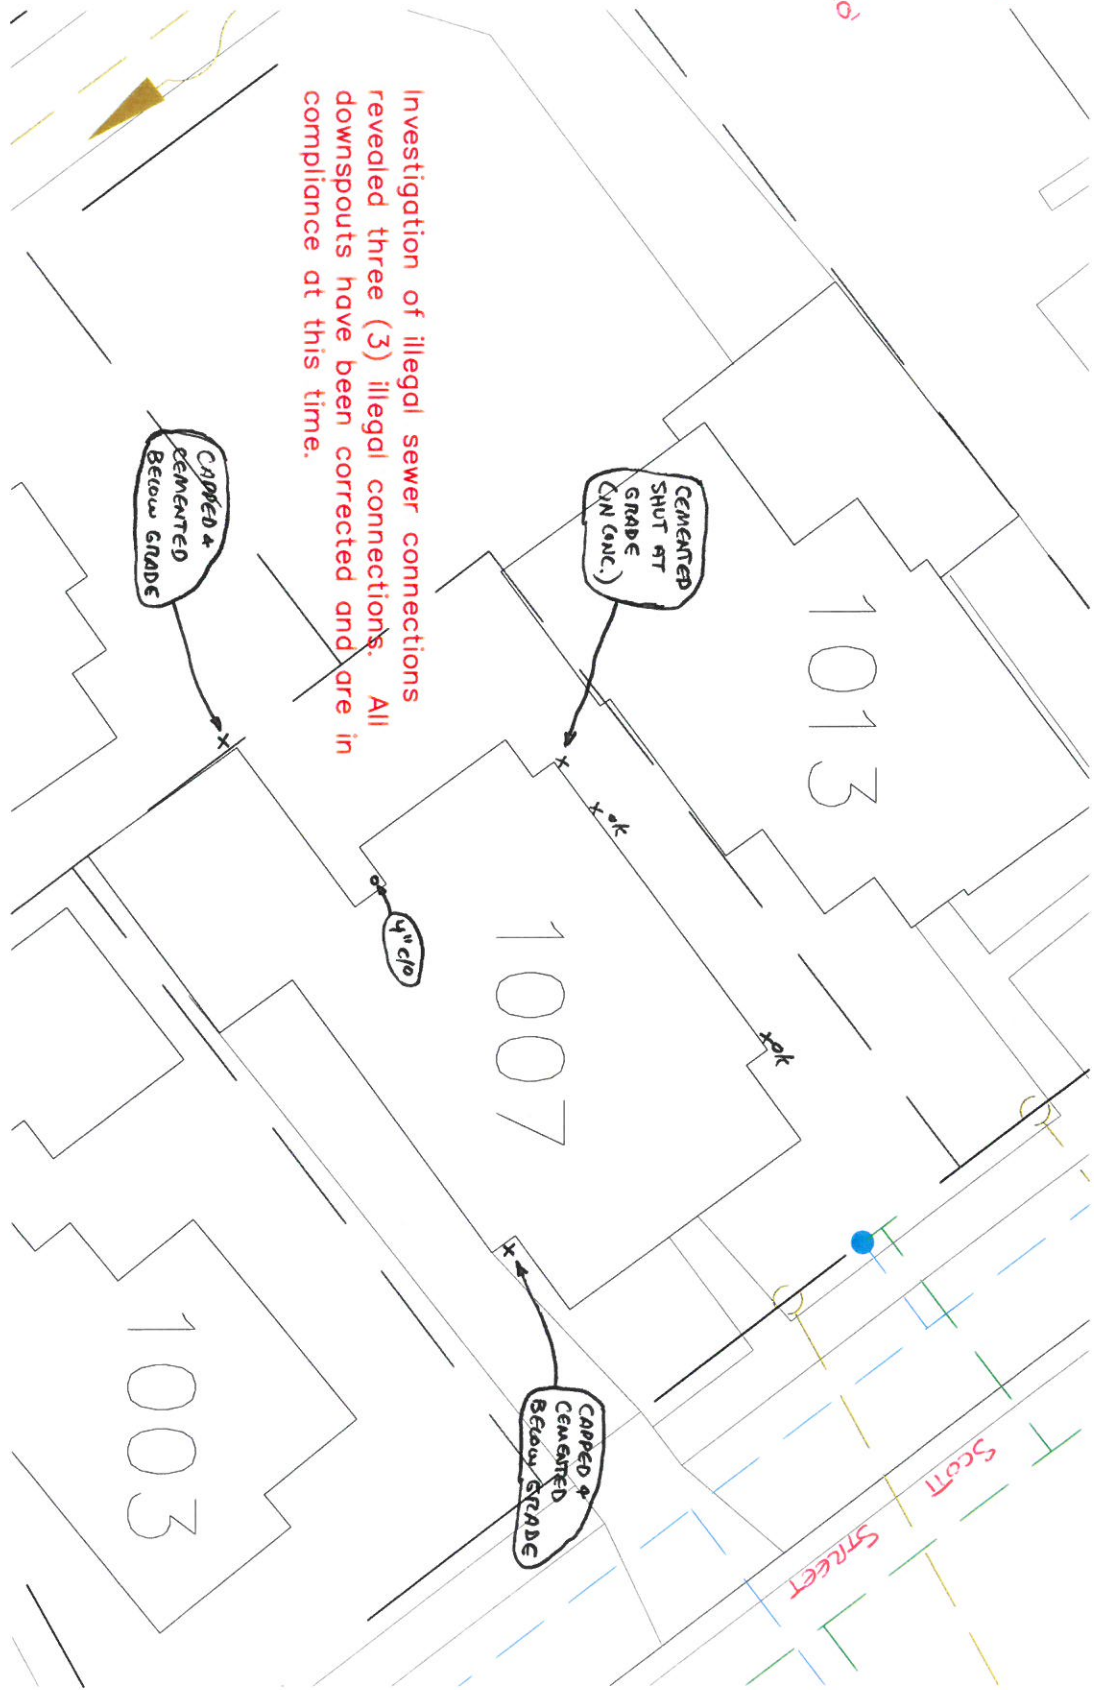 Investigation of illegal sewer connections
revealed three (3) illegal connections. All
downspouts have been corrected and are in
compliance at this time.
CEMENTED
SHUT AT
GRADE
(IN CONC.)
CAPPED &
CEMENTED
BELOW GRADE
1013
x ok
4" c/o
1007
x ok
CAPPED &
CEMENTED
BELOW GRADE
1003
SCOTT
STREET